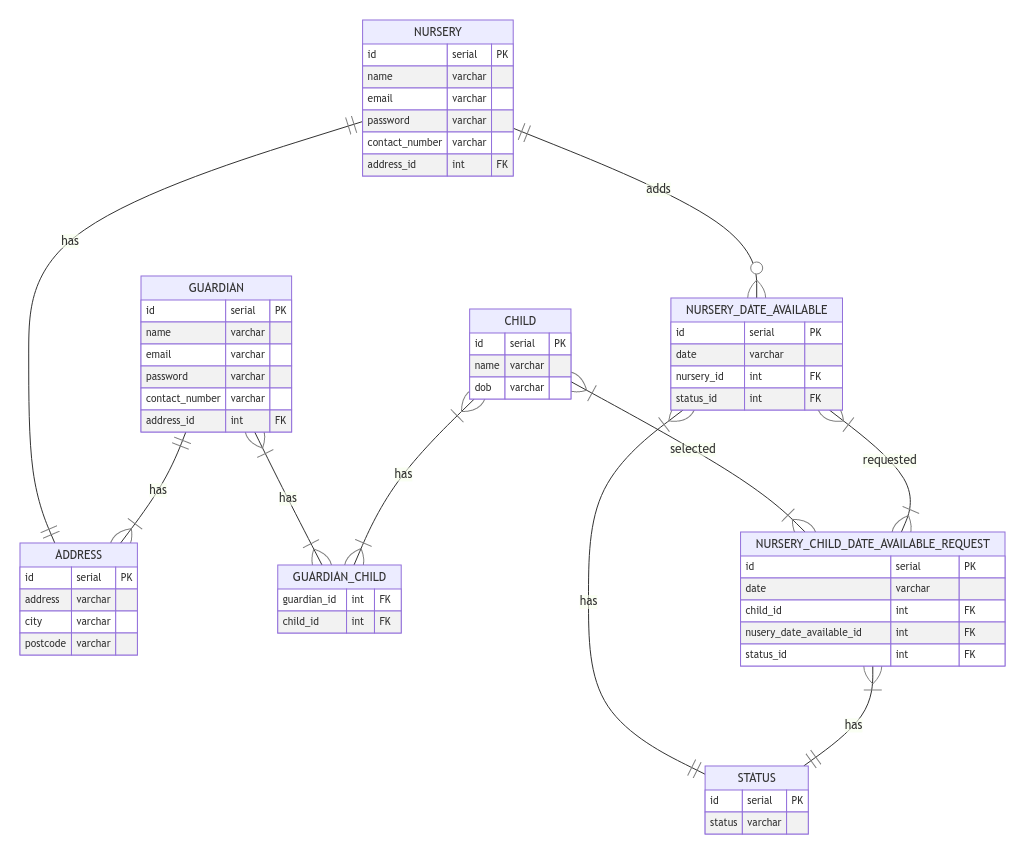 NURSERY
id serial PK
name varchar
email varchar
password varchar
contact_number varchar
address_id int FK
adds
has
GUARDIAN
id serial PK
name varchar
email varchar
password varchar
contact_number varchar
address_id int FK
CHILD
id serial PK
name varchar
dob varchar
NURSERY_DATE_AVAILABLE
id serial PK
date varchar
nursery_id int FK
status_id int FK
selected
requested
has
has
has
ADDRESS
id serial PK
address varchar
city varchar
postcode varchar
GUARDIAN_CHILD
guardian_id int FK
child_id int FK
NURSERY_CHILD_DATE_AVAILABLE_REQUEST
id serial PK
date varchar
child_id int FK
nusery_date_available_id int FK
status_id int FK
has
has
STATUS
id serial PK
status varchar